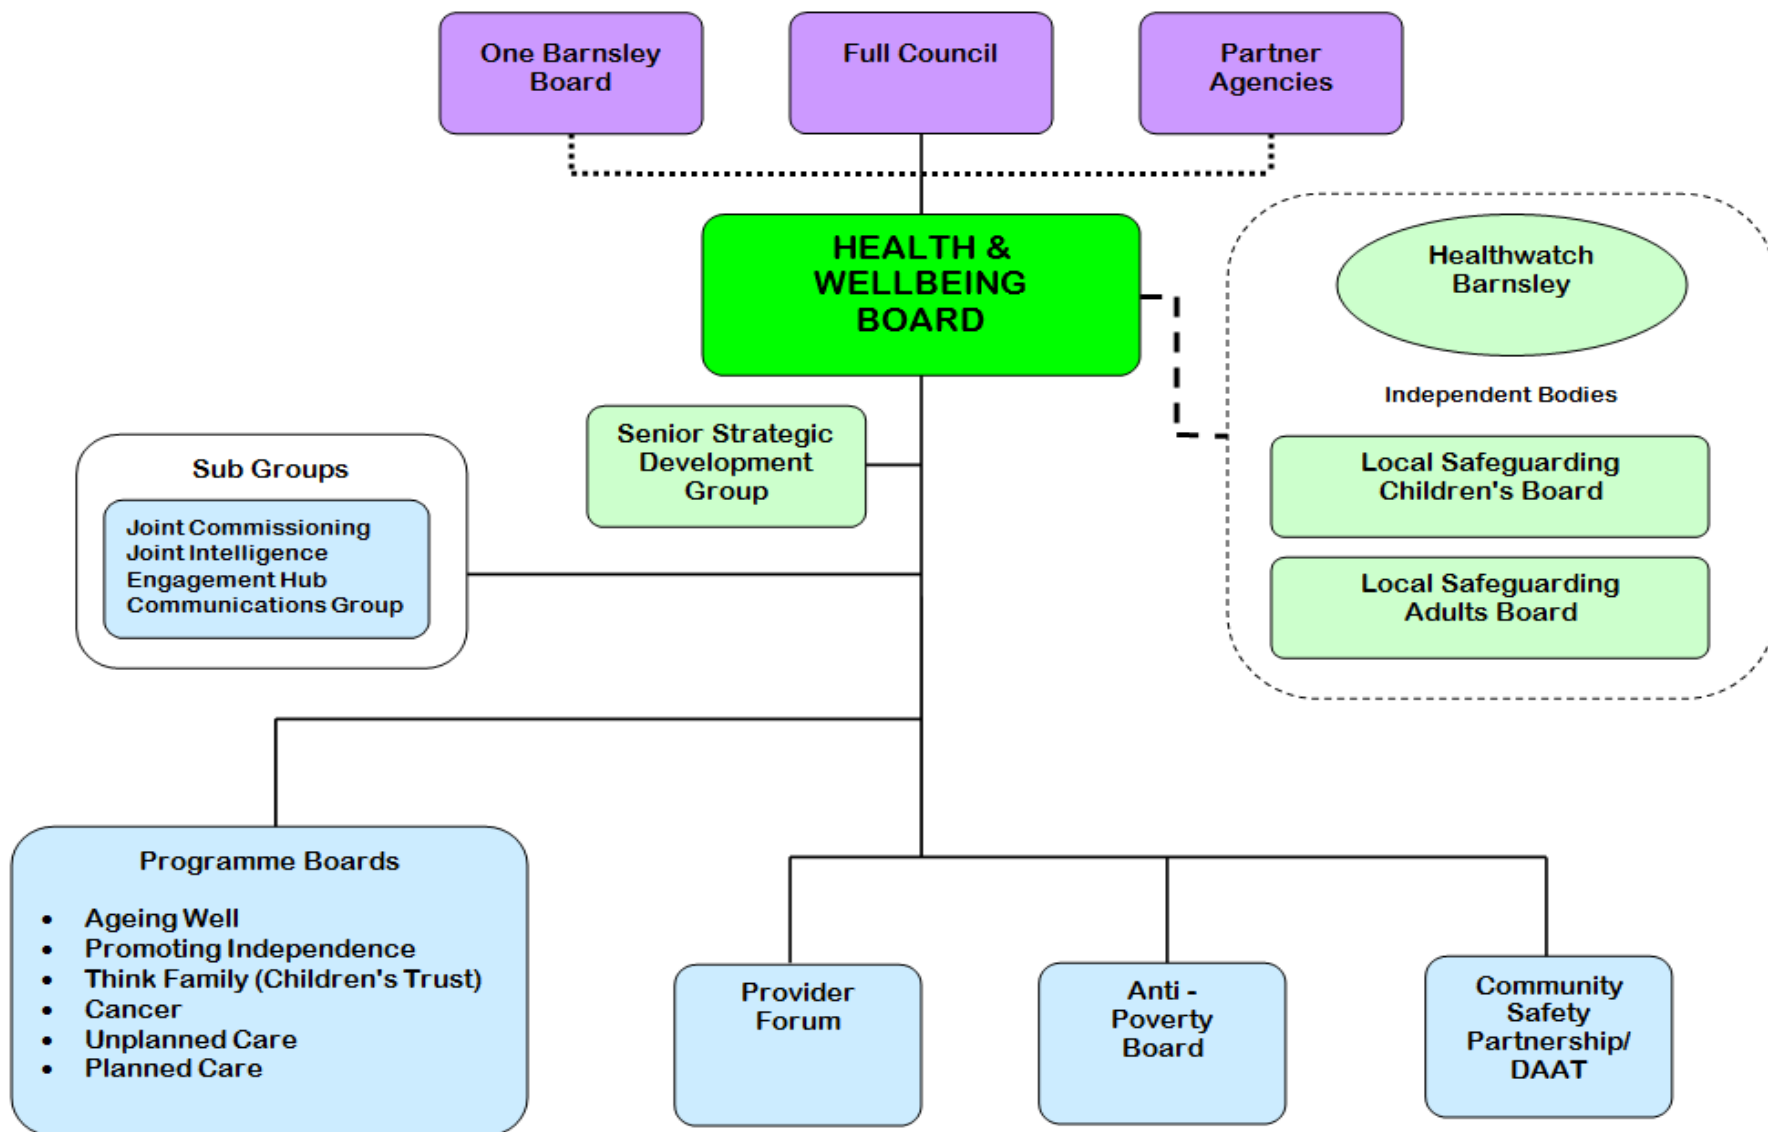 One Barnsley
Board
Full Council
Partner
Agencies
HEALTH &
WELLBEING
BOARD
Healthwatch
Barnsley
Independent Bodies
Local Safeguarding
Children's Board
Local Safeguarding
Adults Board
Senior Strategic
Development
Group
Sub Groups
Joint Commissioning
Joint Intelligence
Engagement Hub
Communications Group
Programme Boards
• Ageing Well
• Promoting Independence
• Think Family (Children's Trust)
• Cancer
• Unplanned Care
• Planned Care
Provider
Forum
Anti -
Poverty
Board
Community
Safety
Partnership/
DAAT